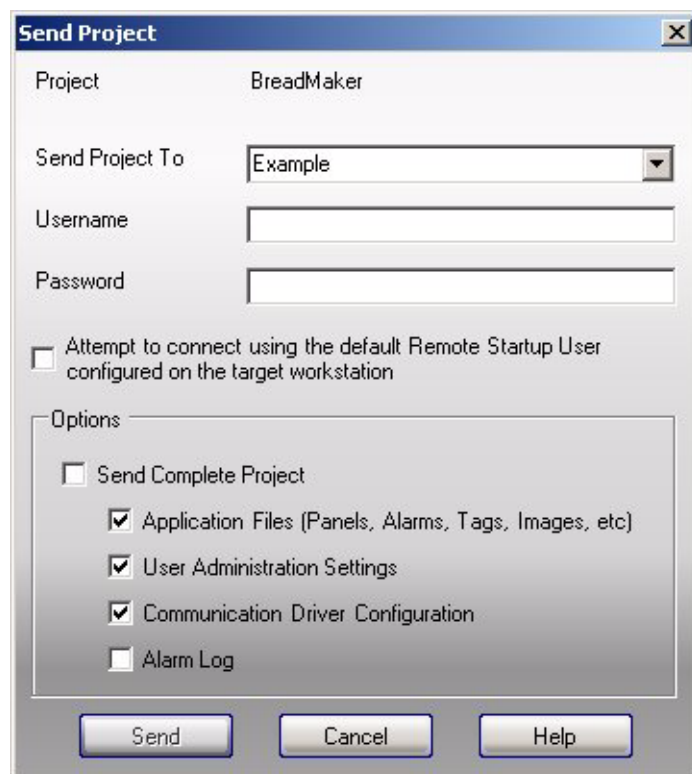 Send Project
Project BreadMaker
Send Project To Example
Username
Password
Attempt to connect using the default Remote Startup User
configured on the target workstation
Options
Send Complete Project
Application Files (Panels, Alarms, Tags, Images, etc)
User Administration Settings
Communication Driver Configuration
Alarm Log
Send Cancel Help